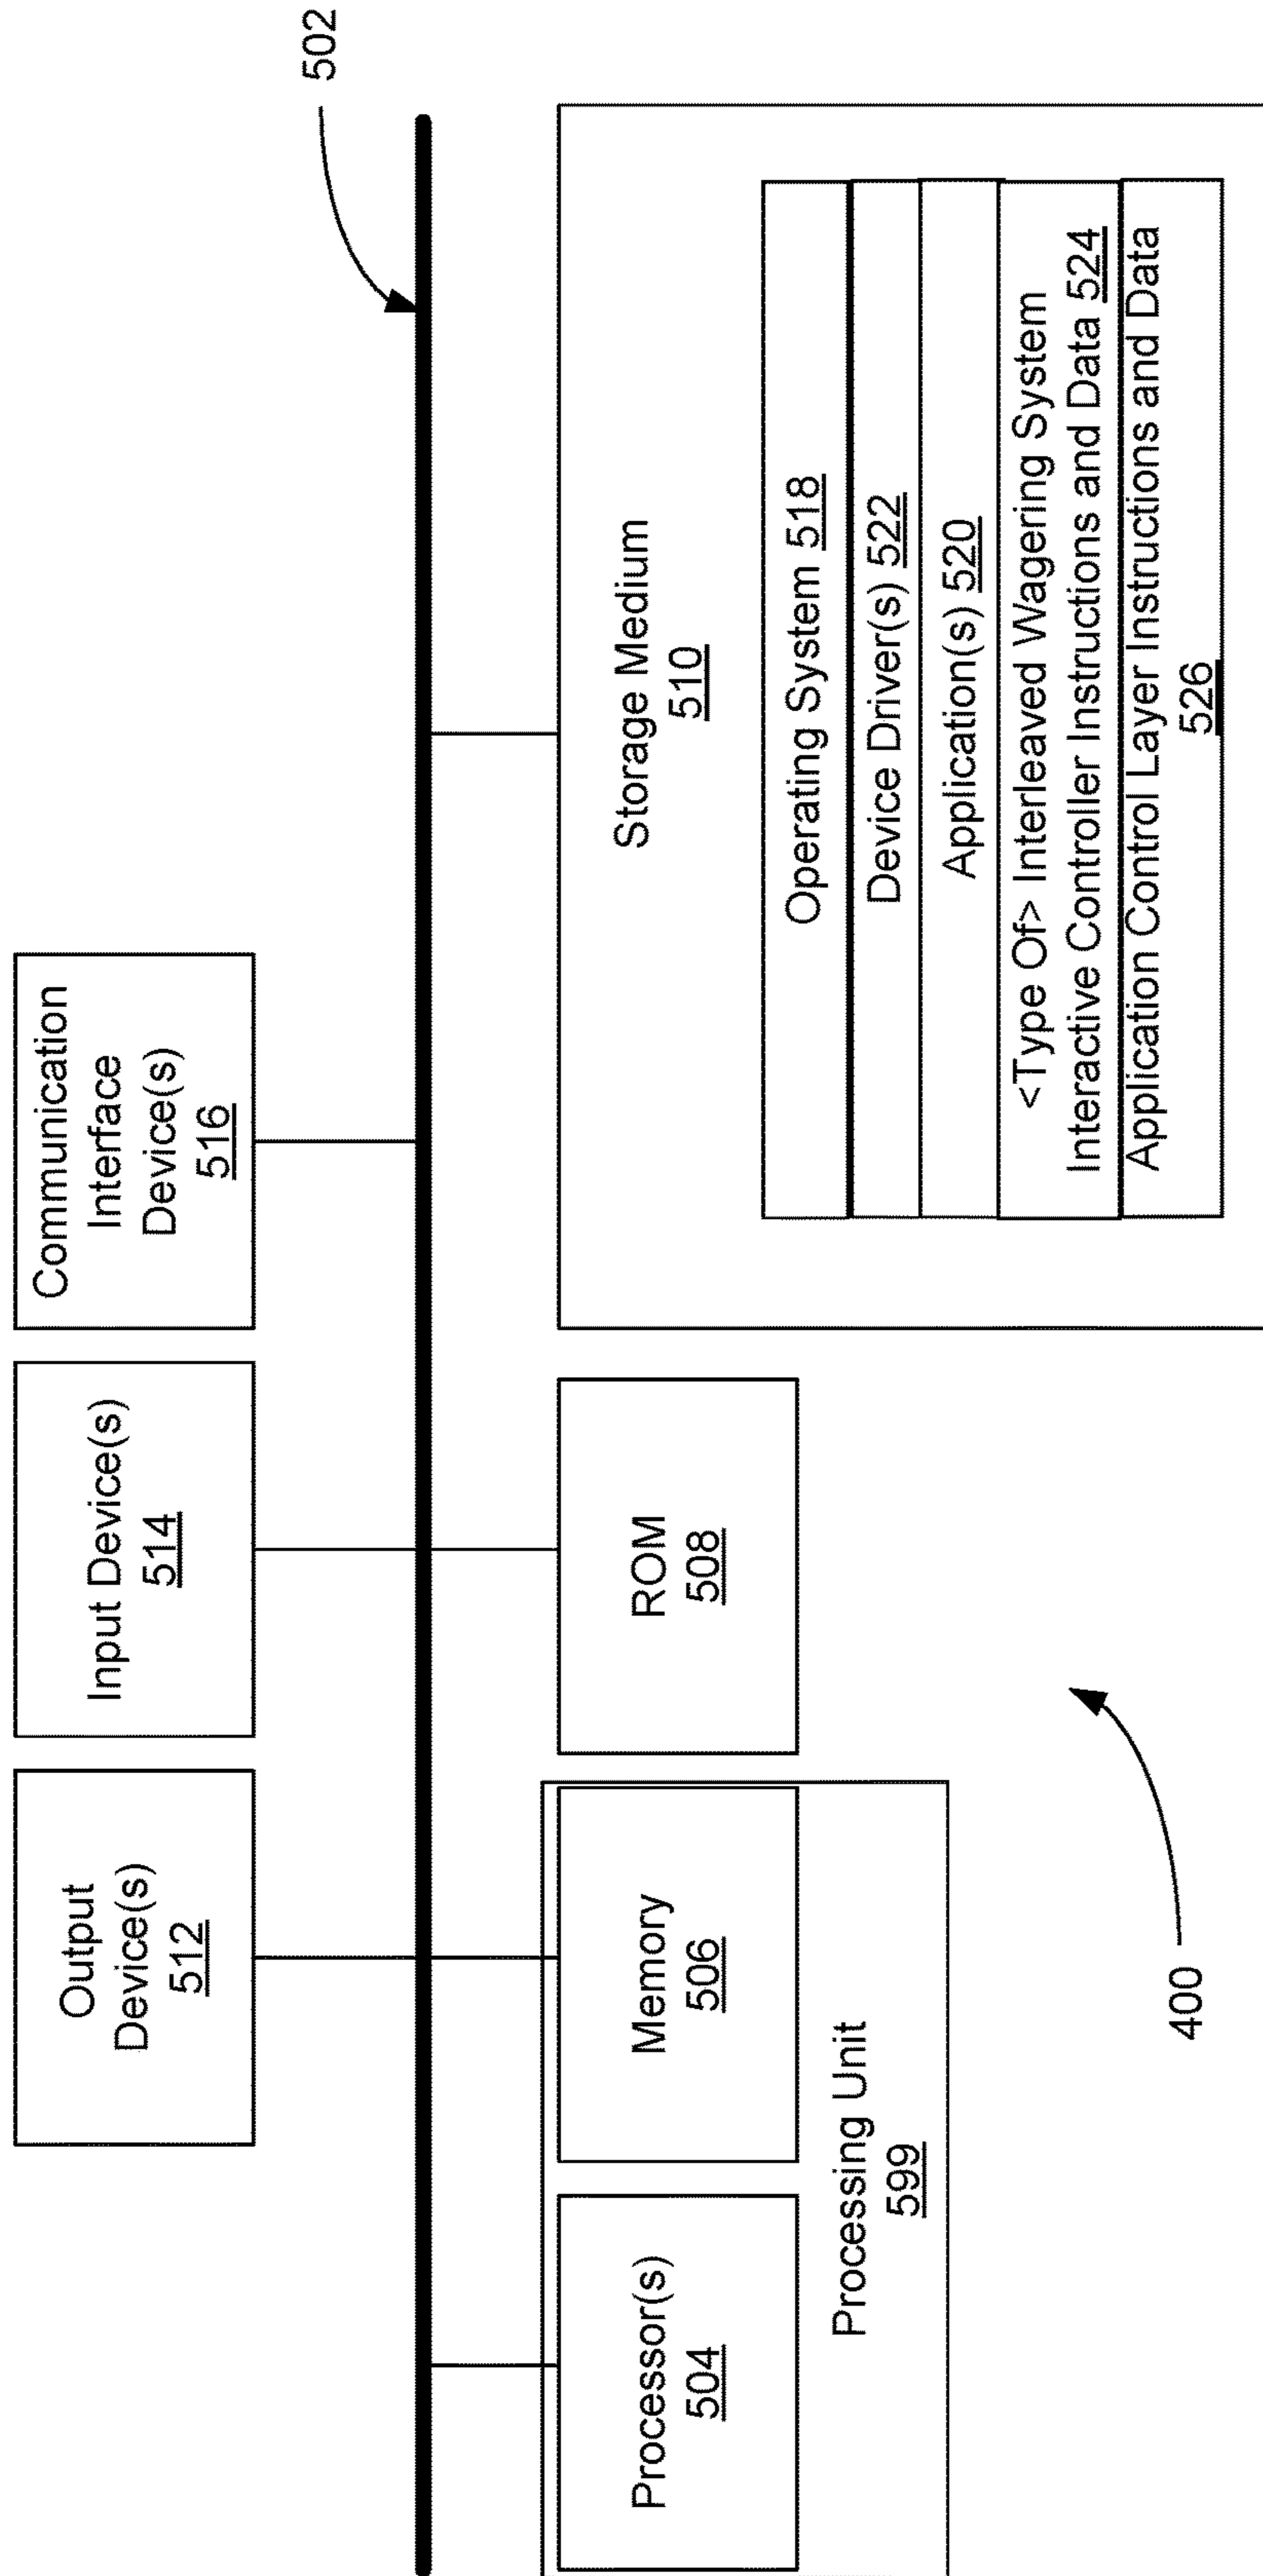 502
Output
Device(s)
512
Input Device(s)
514
Communication
Interface
Device(s)
516
Processor(s)
504
Memory
506
Processing Unit
599
ROM
508
Storage Medium
510
Operating System 518
Device Driver(s) 522
Application(s) 520
<Type Of> Interleaved Wagering System
Interactive Controller Instructions and Data 524
Application Control Layer Instructions and Data
526
400